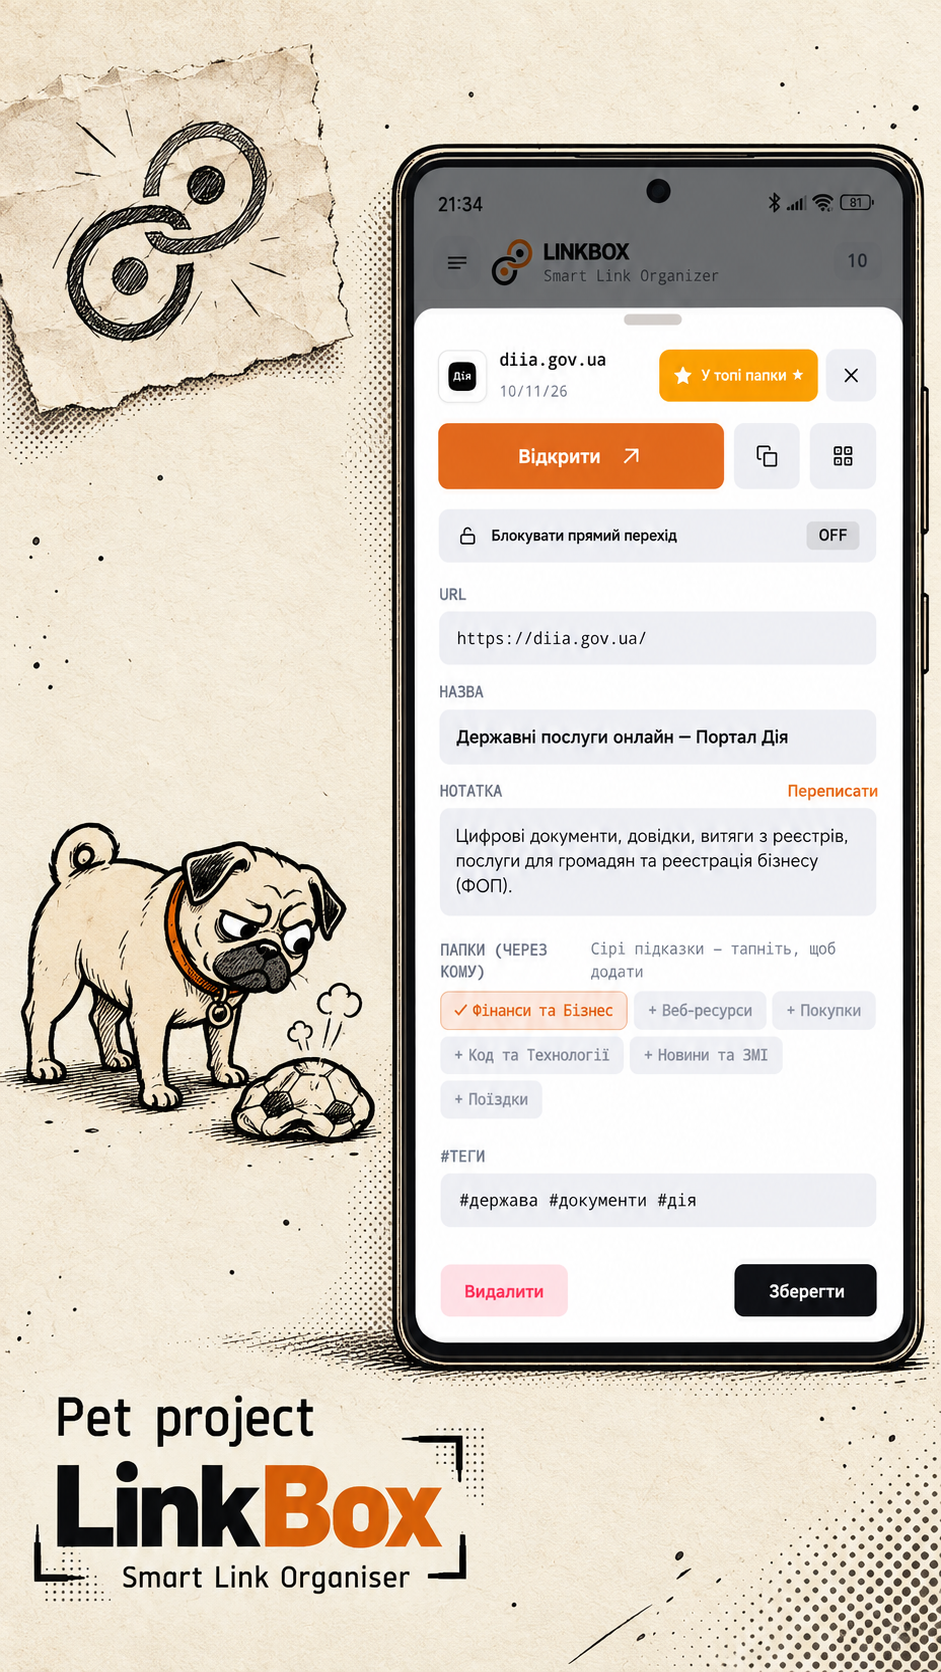 21:34
81
LINKBOX
Smart Link Organizer
10
Дія
diia.gov.ua
10/11/26
У топі папки
Відкрити
Блокувати прямий перехід
OFF
URL
https://diia.gov.ua/
НАЗВА
Державні послуги онлайн — Портал Дія
НОТАТКА
Переписати
Цифрові документи, довідки, витяги з реєстрів,
послуги для громадян та реєстрація бізнесу
(ФОП).
ПАПКИ (ЧЕРЕЗ
КОМУ)
Сірі підказки — тапніть, щоб
додати
Фінанси та Бізнес
+ Веб-ресурси
+ Покупки
+ Код та Технології
+ Новини та ЗМІ
+ Поїздки
#ТЕГИ
#держава #документи #дія
Видалити
Зберегти
Pet project
LinkBox
Smart Link Organiser